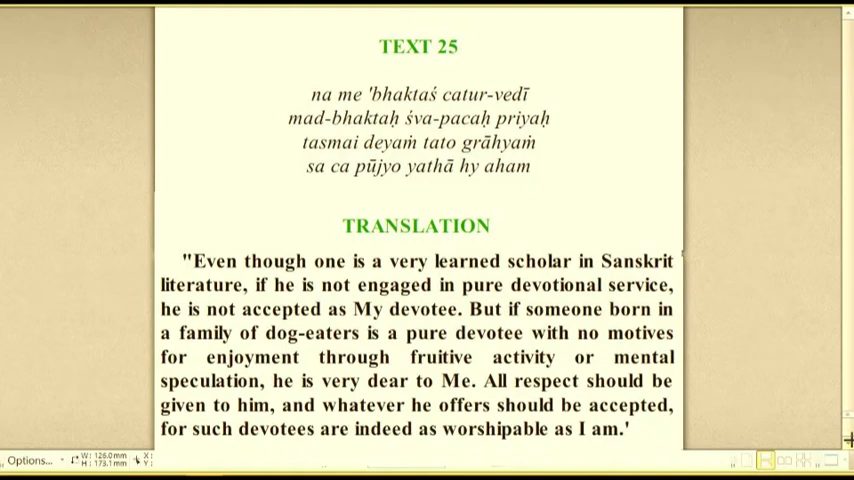 TEXT 25
na me 'bhaktaś catur-vedī
mad-bhaktaḥ śva-pacaḥ priyaḥ
tasmai deyaṁ tato grāhyaṁ
sa ca pūjyo yathā hy aham
TRANSLATION
"Even though one is a very learned scholar in Sanskrit
literature, if he is not engaged in pure devotional service,
he is not accepted as My devotee. But if someone born in
a family of dog-eaters is a pure devotee with no motives
for enjoyment through fruitive activity or mental
speculation, he is very dear to Me. All respect should be
given to him, and whatever he offers should be accepted,
for such devotees are indeed as worshipable as I am.'
Options... W: 126.0mm X:
H: 173.1mm Y: